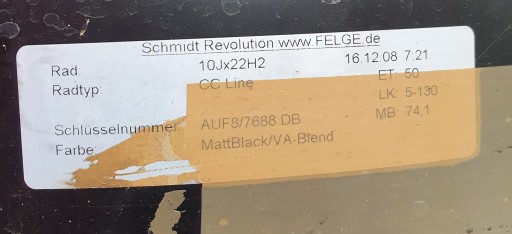 Schmidt Revolution www.FELGE.de
Rad: 10Jx22H2 16.12.08 7.21
Radtyp: CC Line ET: 50
LK: 5-130
Schlüsselnummer: AUF8/7688 DB MB: 74,1
Farbe: MattBlack/VA-Blend